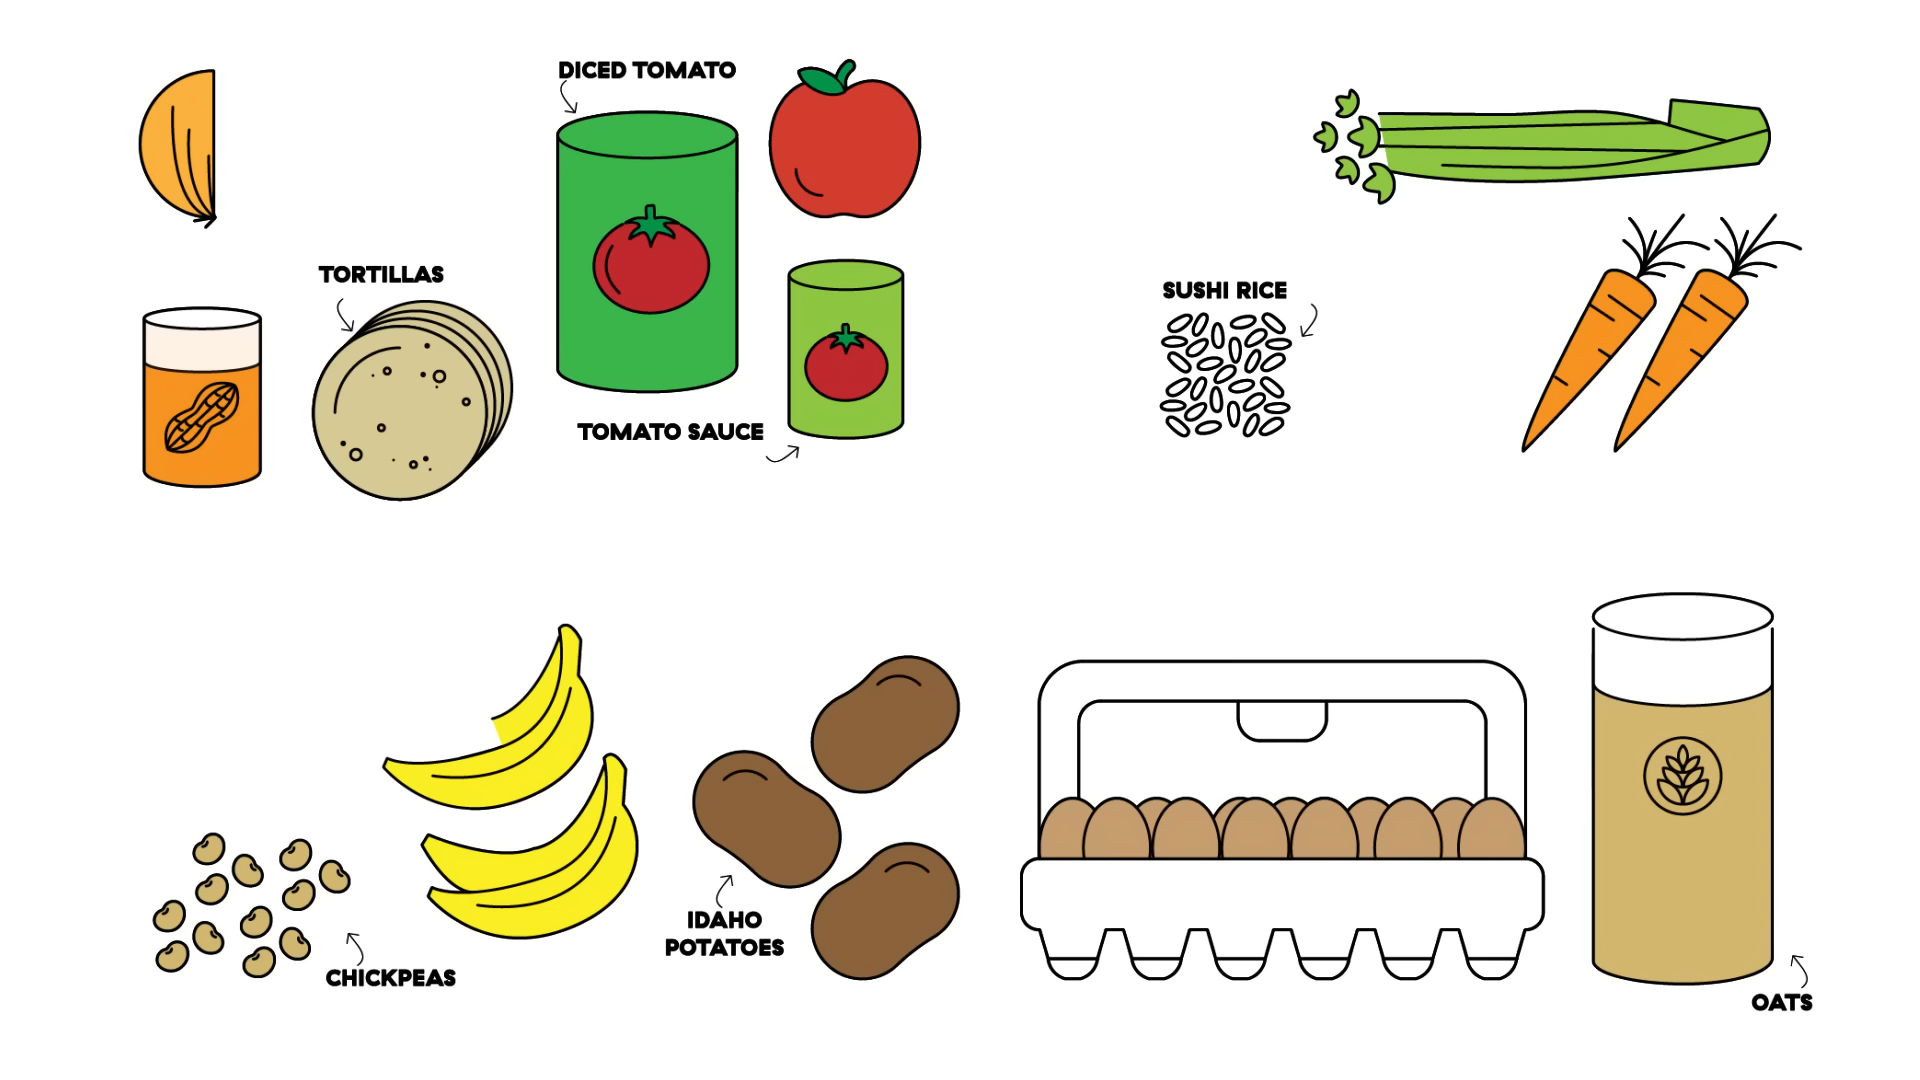 DICED TOMATO
TORTILLAS
SUSHI RICE
TOMATO SAUCE
IDAHO
POTATOES
CHICKPEAS
OATS